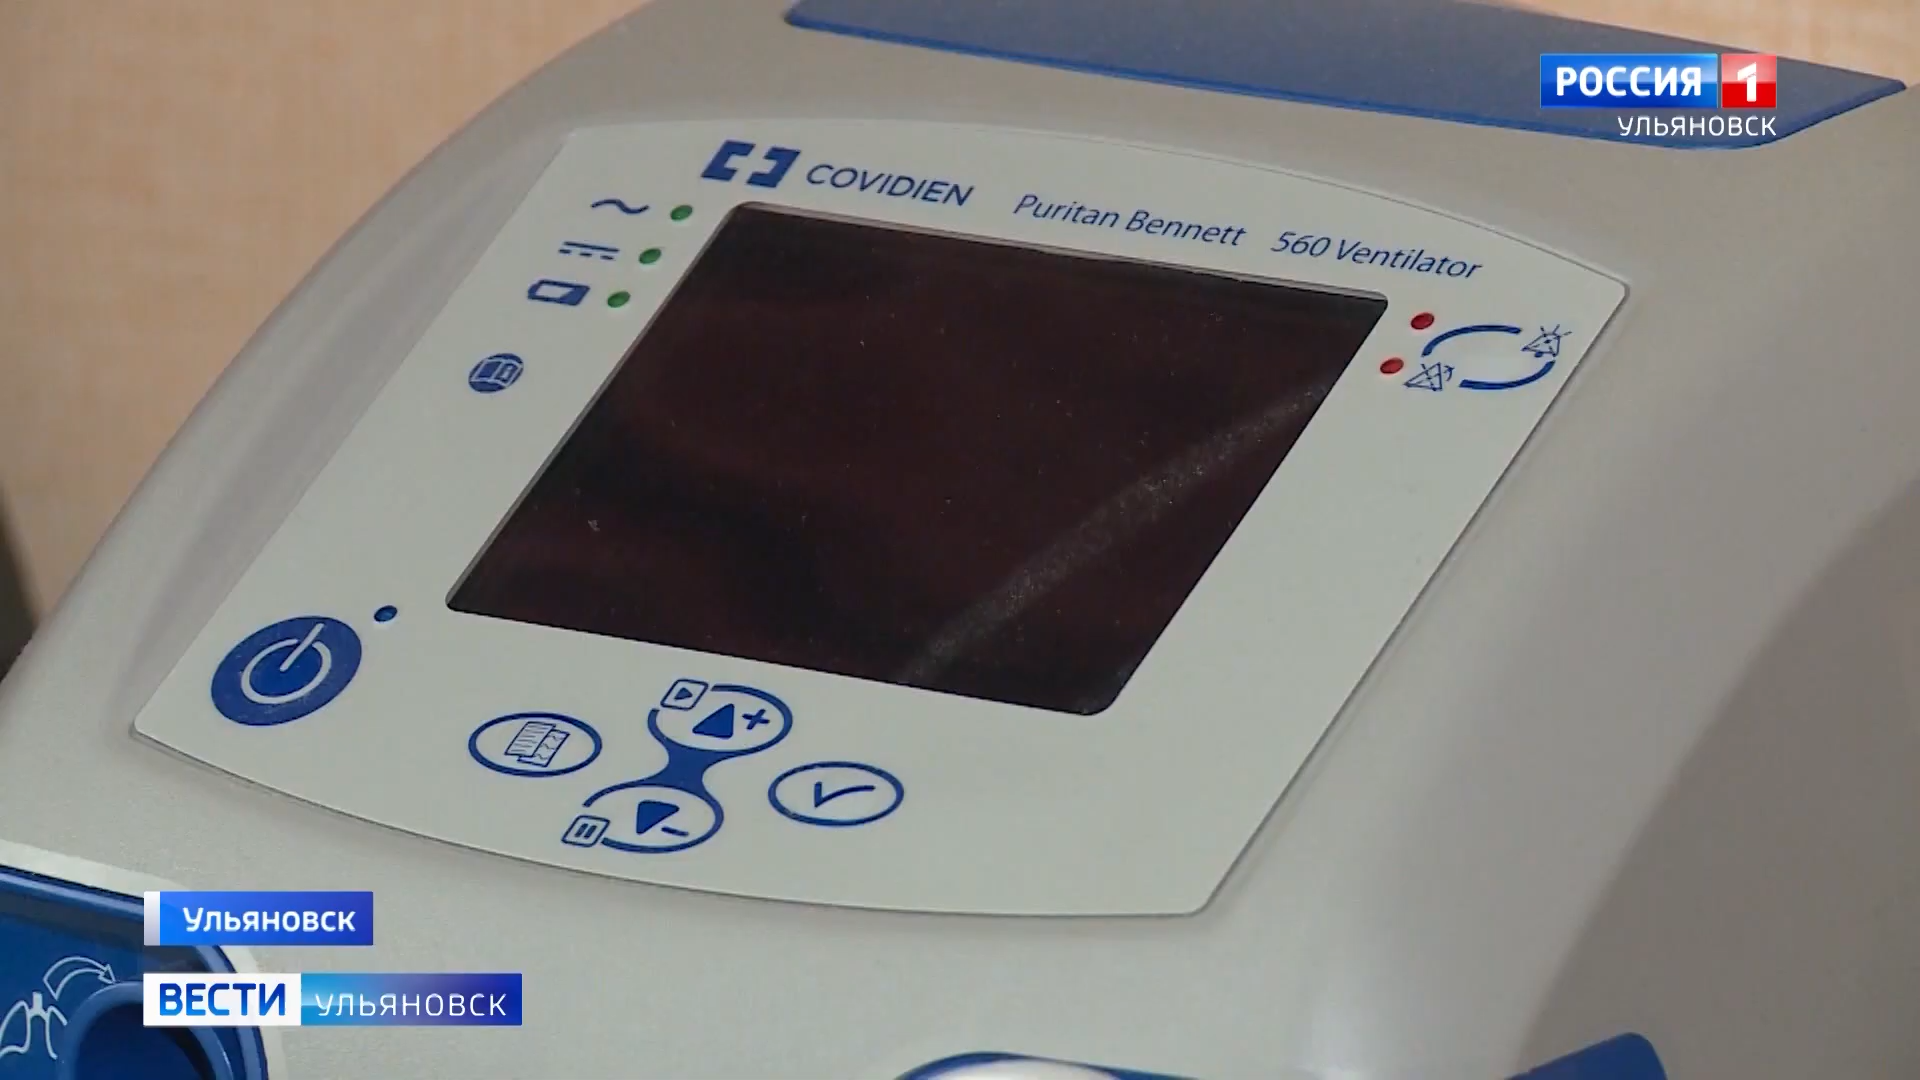 РОССИЯ 1
УЛЬЯНОВСК
COVIDIEN Puritan Bennett 560 Ventilator
Ульяновск
ВЕСТИ УЛЬЯНОВСК